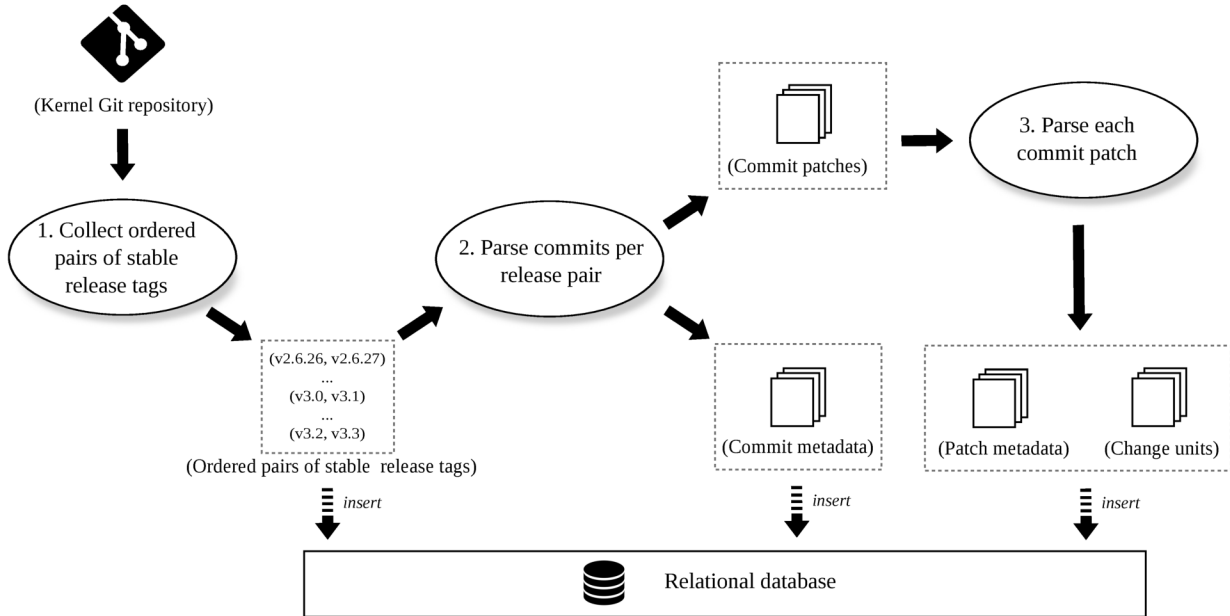 (Kernel Git repository)
1. Collect ordered
pairs of stable
release tags
(v2.6.26, v2.6.27)
...
(v3.0, v3.1)
...
(v3.2, v3.3)
(Ordered pairs of stable release tags)
insert
2. Parse commits per
release pair
(Commit patches)
(Commit metadata)
insert
3. Parse each
commit patch
(Patch metadata)
(Change units)
insert
Relational database